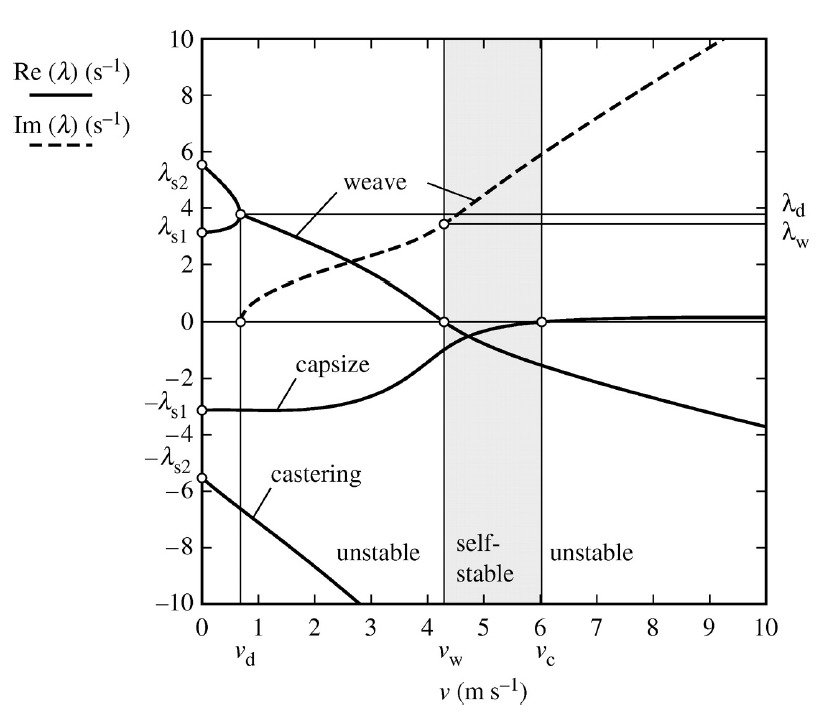 Re (λ) (s⁻¹)
Im (λ) (s⁻¹)
10
8
6
λs2
4
λs1
2
0
−2
−λs1
−4
−λs2
−6
−8
−10
weave
capsize
castering
unstable
self-
stable
unstable
λd
λw
0 1 2 3 4 5 6 7 8 9 10
vd vw vc
v (m s⁻¹)